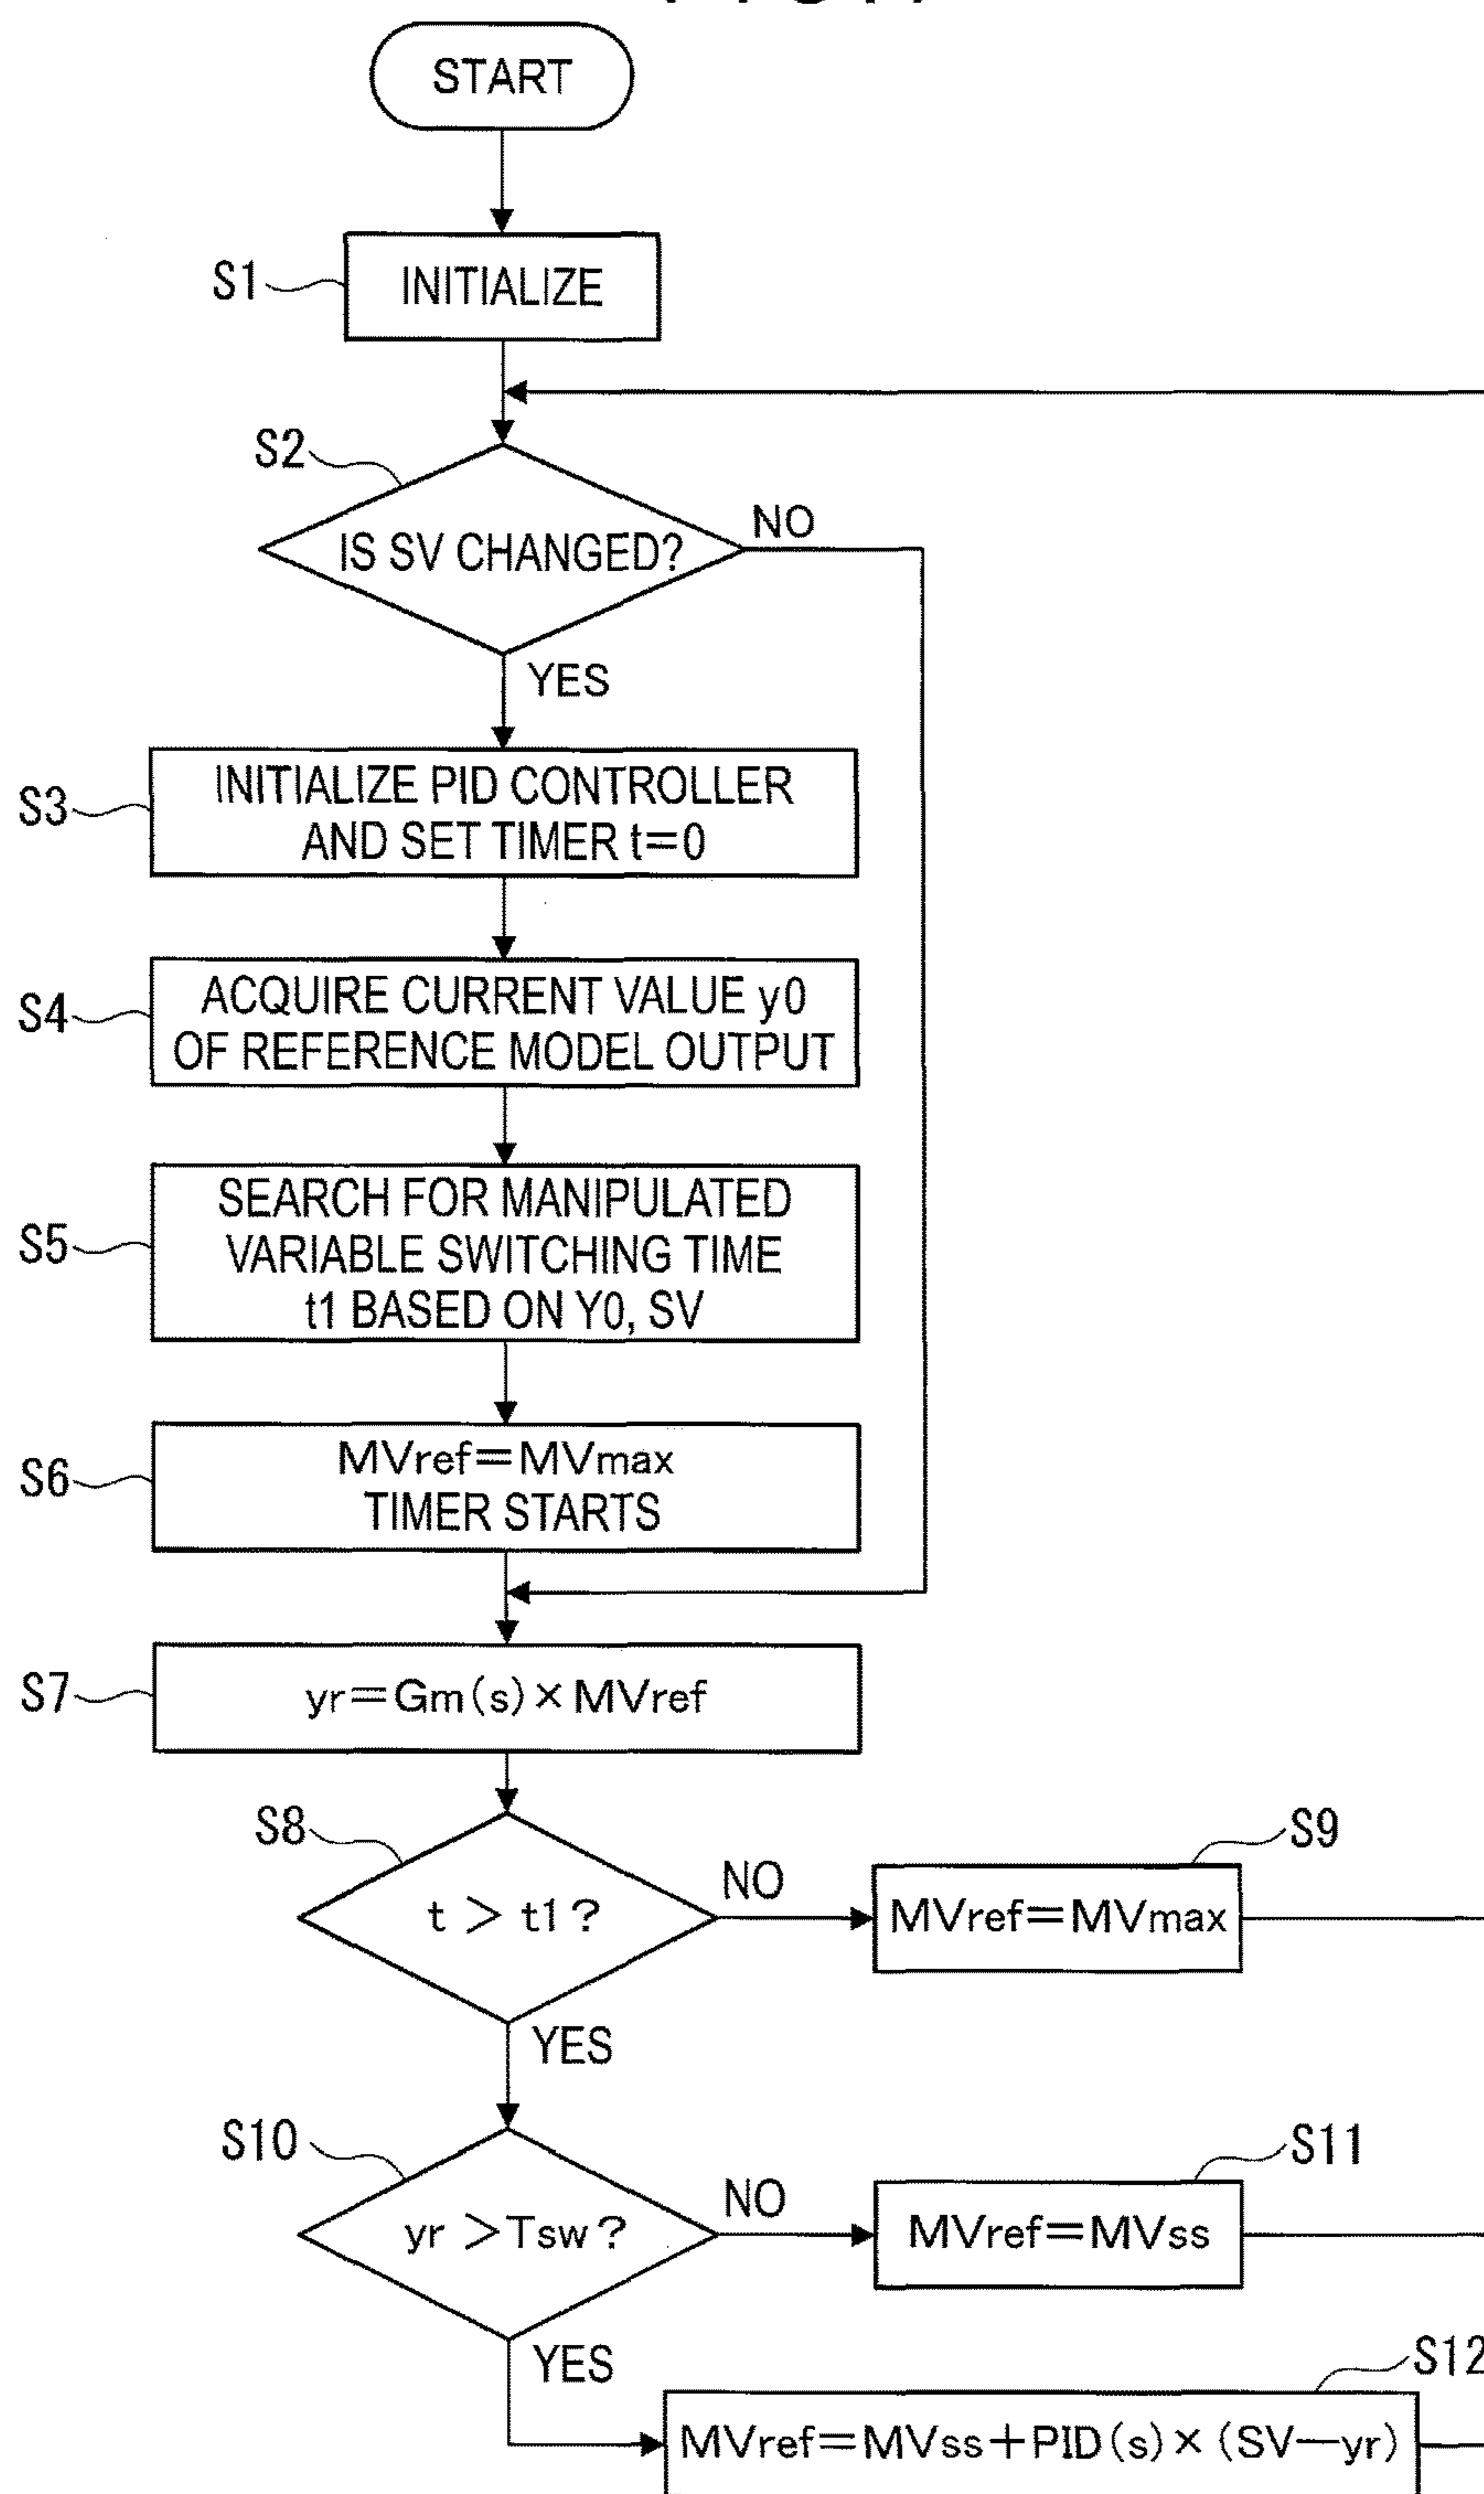 START
S1
INITIALIZE
S2
IS SV CHANGED?
NO
YES
S3
INITIALIZE PID CONTROLLER
AND SET TIMER t=0
S4
ACQUIRE CURRENT VALUE y0
OF REFERENCE MODEL OUTPUT
S5
SEARCH FOR MANIPULATED
VARIABLE SWITCHING TIME
t1 BASED ON Y0, SV
S6
MVref=MVmax
TIMER STARTS
S7
yr=Gm(s)×MVref
S8
t > t1?
NO
S9
MVref=MVmax
YES
S10
yr >Tsw?
NO
S11
MVref=MVss
YES
S12
MVref=MVss+PID(s)×(SV—yr)